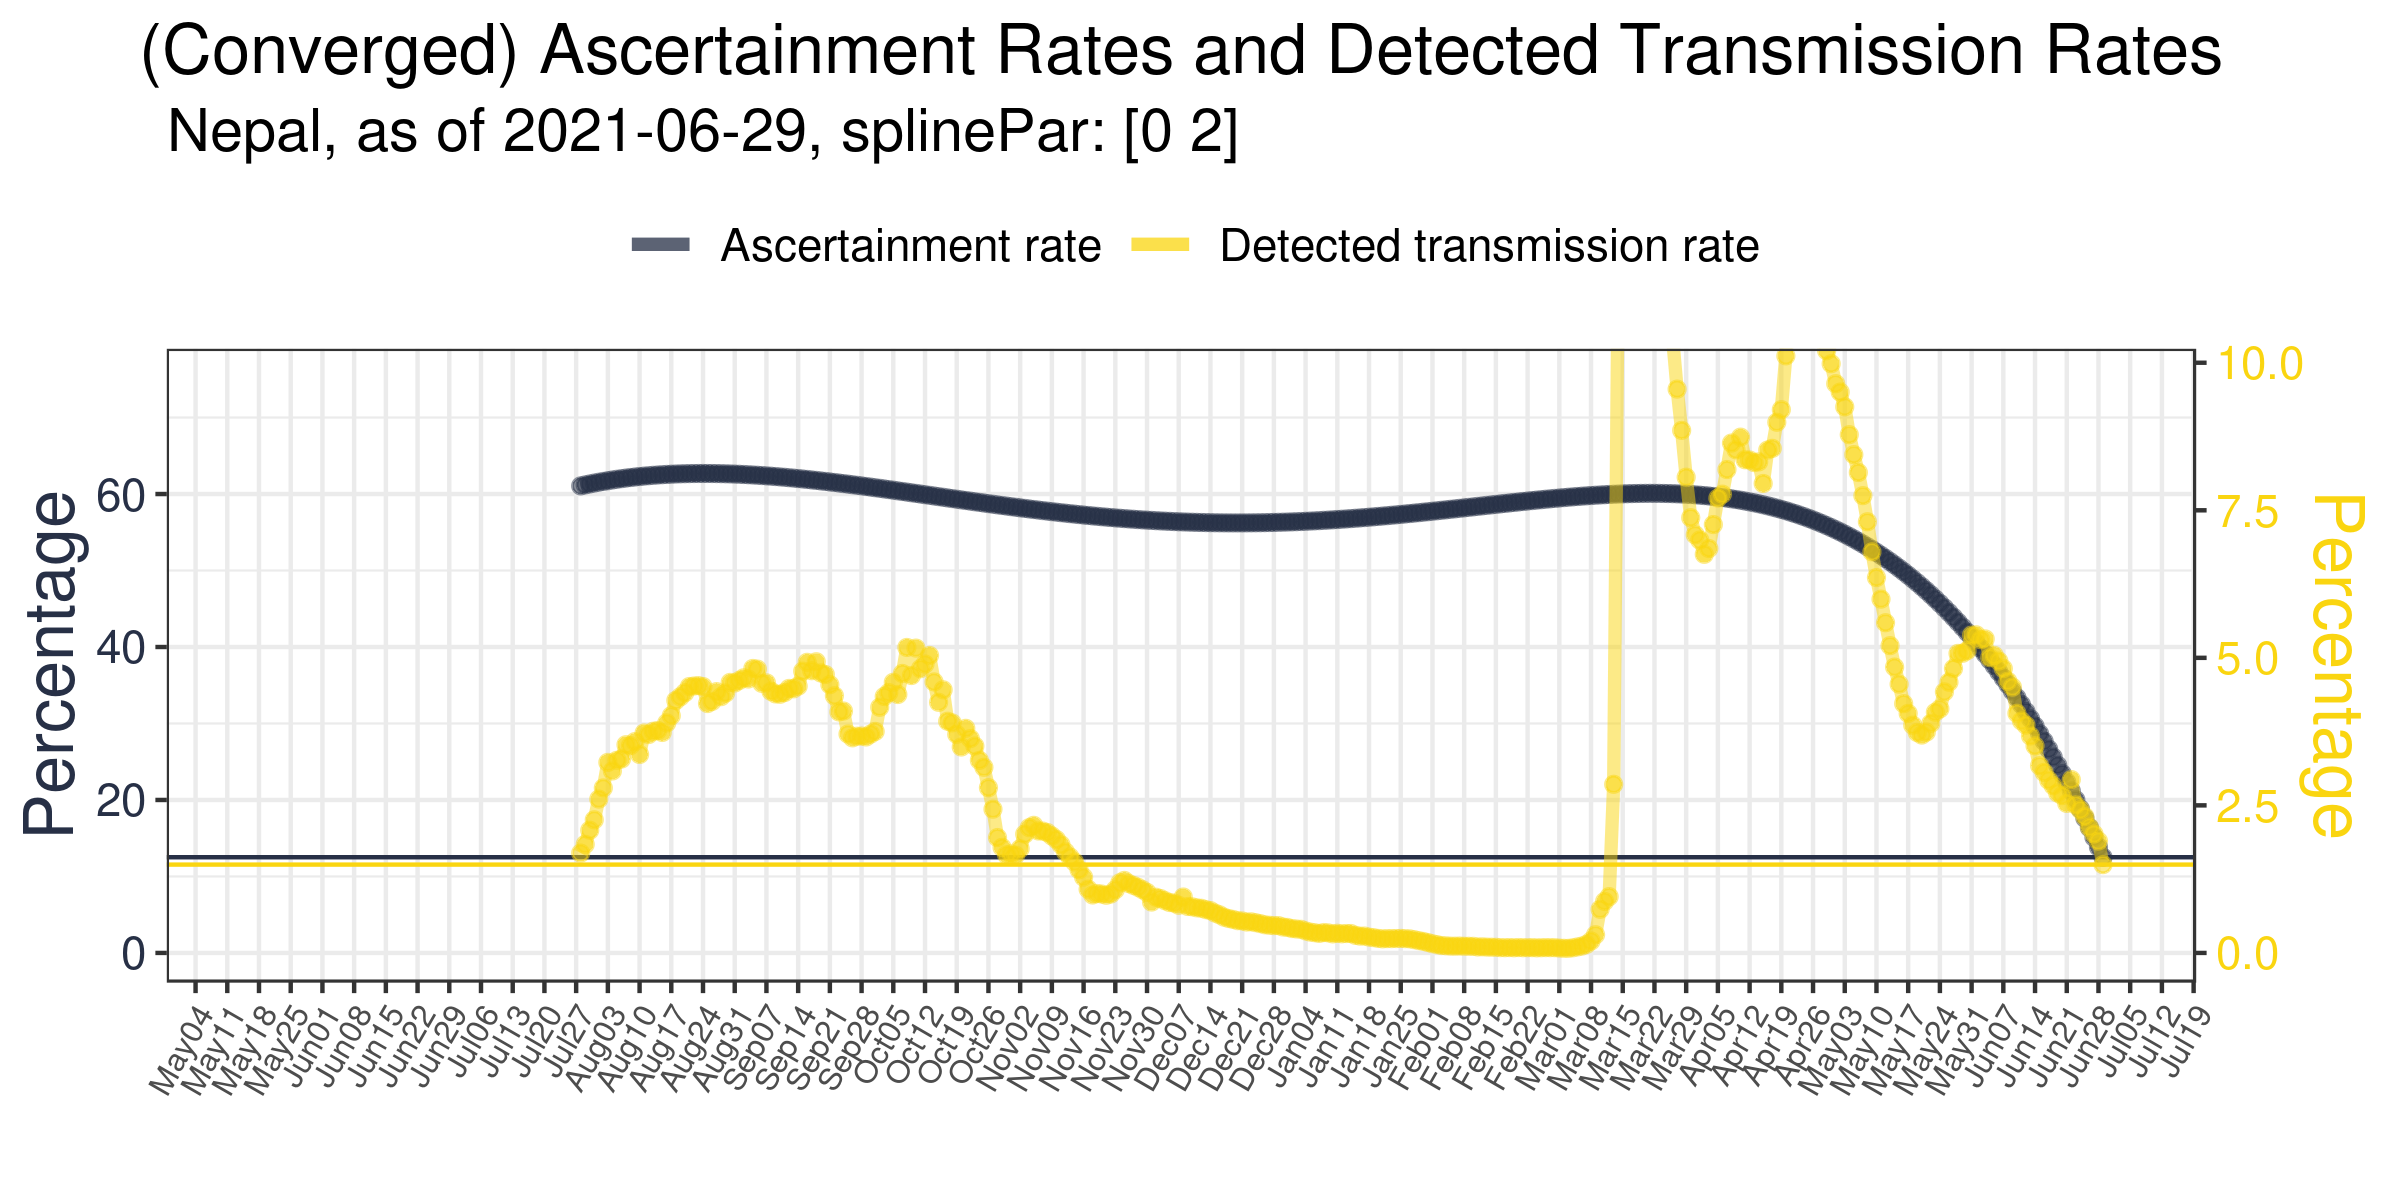 (Converged) Ascertainment Rates and Detected Transmission Rates
Nepal, as of 2021-06-29, splinePar: [0 2]
Ascertainment rate
Detected transmission rate
Percentage
60
40
20
0
10.0
7.5
5.0
2.5
0.0
Percentage
May04
May11
May18
May25
Jun01
Jun08
Jun15
Jun22
Jun29
Jul06
Jul13
Jul20
Jul27
Aug03
Aug10
Aug17
Aug24
Aug31
Sep07
Sep14
Sep21
Sep28
Oct05
Oct12
Oct19
Oct26
Nov02
Nov09
Nov16
Nov23
Nov30
Dec07
Dec14
Dec21
Dec28
Jan04
Jan11
Jan18
Jan25
Feb01
Feb08
Feb15
Feb22
Mar01
Mar08
Mar15
Mar22
Mar29
Apr05
Apr12
Apr19
Apr26
May03
May10
May17
May24
May31
Jun07
Jun14
Jun21
Jun28
Jul05
Jul12
Jul19